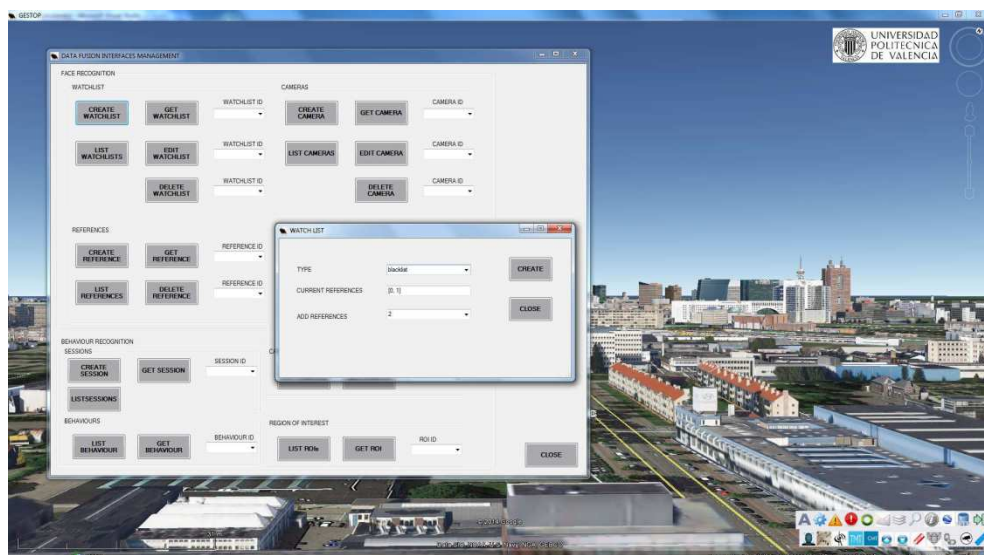 GESTOP
UNIVERSIDAD
POLITECNICA
DE VALENCIA
DATA FUSION INTERFACES MANAGEMENT
FACE RECOGNITION
WATCHLIST
CREATE WATCHLIST
GET WATCHLIST
WATCHLIST ID
LIST WATCHLISTS
EDIT WATCHLIST
WATCHLIST ID
DELETE WATCHLIST
WATCHLIST ID
CAMERAS
CREATE CAMERA
GET CAMERA
CAMERA ID
LIST CAMERAS
EDIT CAMERA
CAMERA ID
DELETE CAMERA
CAMERA ID
REFERENCES
CREATE REFERENCE
GET REFERENCE
REFERENCE ID
LIST REFERENCES
DELETE REFERENCE
REFERENCE ID
WATCH LIST
TYPE
blacklist
CREATE
CURRENT REFERENCES
[0, 1]
ADD REFERENCES
2
CLOSE
BEHAVIOUR RECOGNITION
SESSIONS
CREATE SESSION
GET SESSION
SESSION ID
LISTSESSIONS
BEHAVIOURS
LIST BEHAVIOUR
GET BEHAVIOUR
BEHAVIOUR ID
REGION OF INTEREST
LIST ROIs
GET ROI
ROI ID
CLOSE